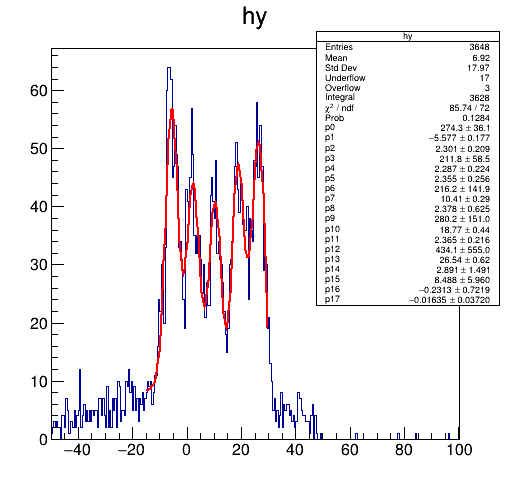 hy
hy
Entries 3648
Mean 6.92
Std Dev 17.97
Underflow 17
Overflow 3
Integral 3628
χ² / ndf 85.74 / 72
Prob 0.1284
p0 274.3 ± 36.1
p1 −5.577 ± 0.177
p2 2.301 ± 0.209
p3 211.8 ± 58.5
p4 2.287 ± 0.224
p5 2.355 ± 0.256
p6 216.2 ± 141.9
p7 10.41 ± 0.29
p8 2.378 ± 0.625
p9 280.2 ± 151.0
p10 18.77 ± 0.44
p11 2.365 ± 0.216
p12 434.1 ± 555.0
p13 26.54 ± 0.62
p14 2.891 ± 1.491
p15 8.488 ± 5.960
p16 −0.2313 ± 0.7219
p17 −0.01635 ± 0.03720
60
50
40
30
20
10
0
−40 −20 0 20 40 60 80 100